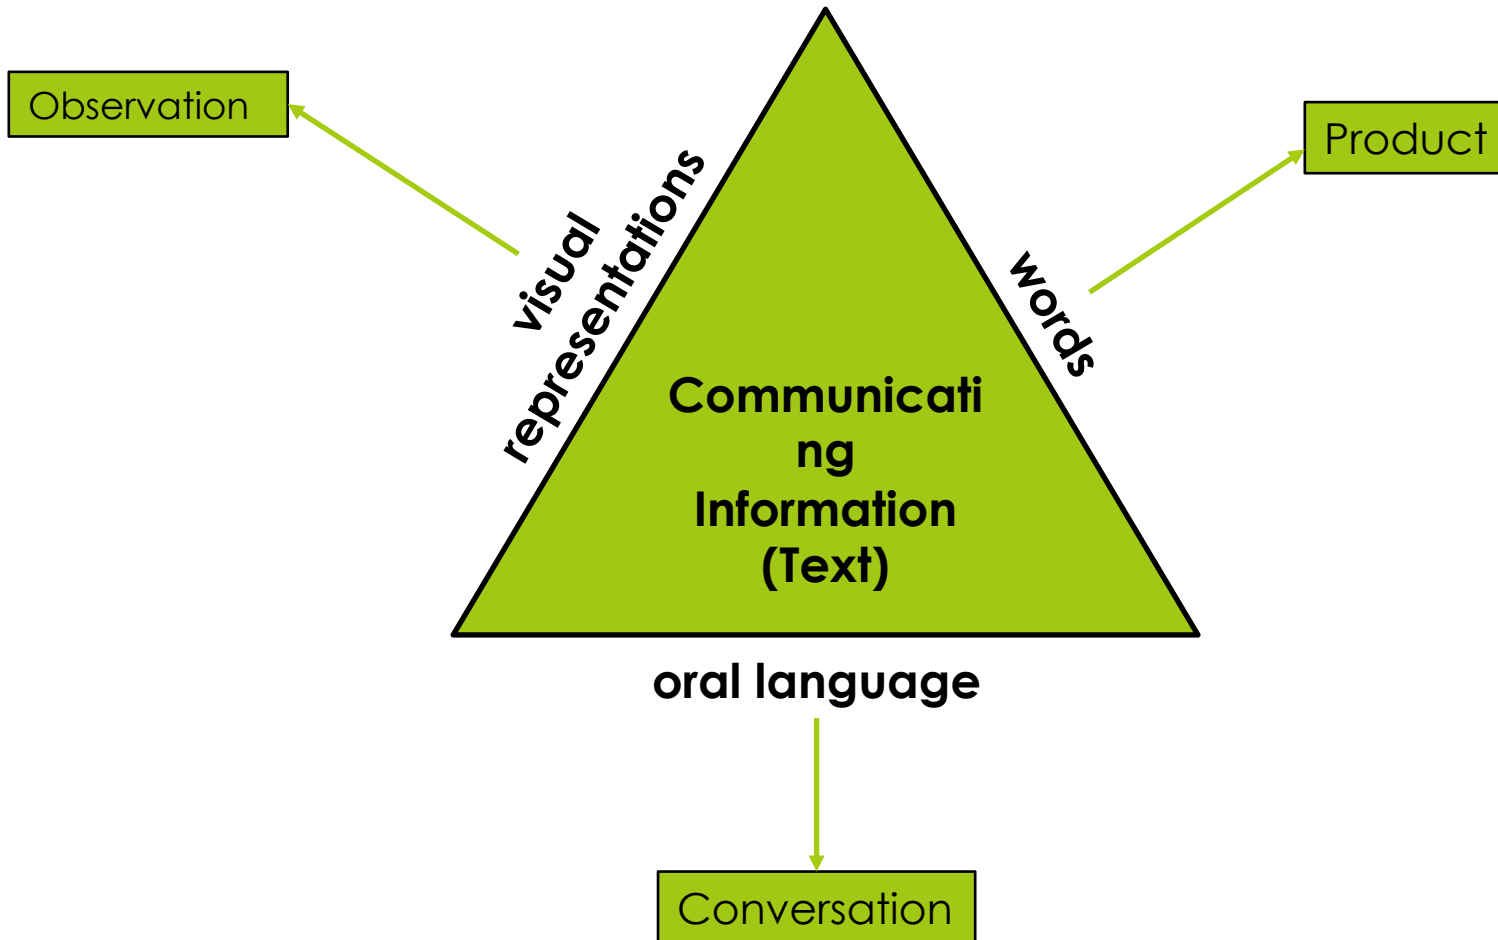 Observation
Product
visual
representations
words
Communicati
ng
Information
(Text)
oral language
Conversation